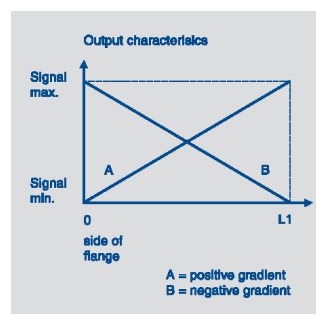 Output characterisics
Signal
max.
A
B
Signal
min.
0
L1
side of
flange
A = positive gradient
B = negative gradient